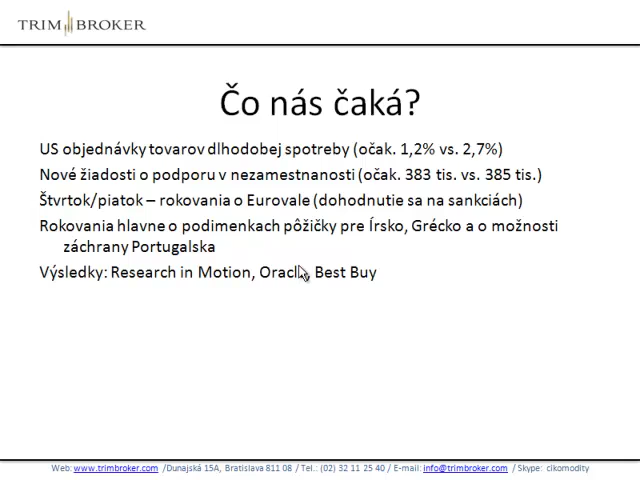 TRIM BROKER
Čo nás čaká?
US objednávky tovarov dlhodobej spotreby (očak. 1,2% vs. 2,7%)
Nové žiadosti o podporu v nezamestnanosti (očak. 383 tis. vs. 385 tis.)
Štvrtok/piatok – rokovania o Eurovale (dohodnutie sa na sankciách)
Rokovania hlavne o podimenkach pôžičky pre Írsko, Grécko a o možnosti
záchrany Portugalska
Výsledky: Research in Motion, Oracle, Best Buy
Web: www.trimbroker.com /Dunajská 15A, Bratislava 811 08 / Tel.: (02) 32 11 25 40 / E-mail: info@trimbroker.com / Skype: cikomodity